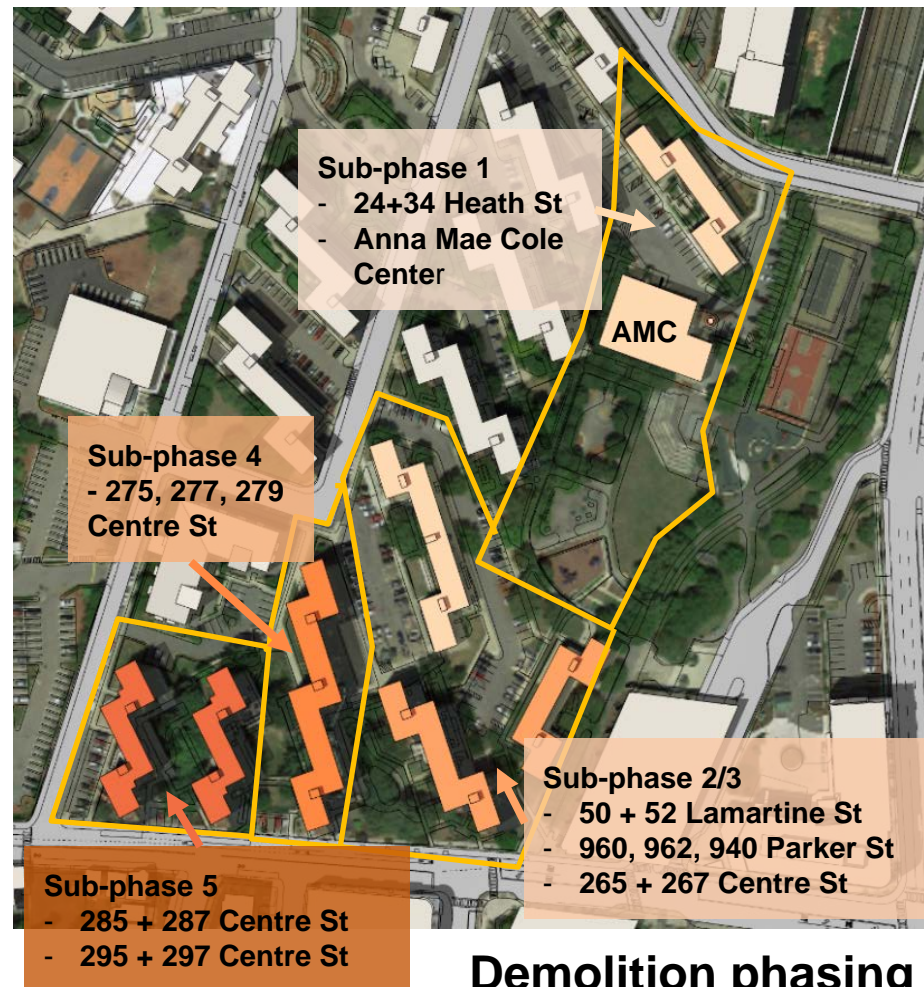 Sub-phase 1
- 24+34 Heath St
- Anna Mae Cole
Center
AMC
Sub-phase 4
- 275, 277, 279
Centre St
Sub-phase 2/3
- 50 + 52 Lamartine St
- 960, 962, 940 Parker St
- 265 + 267 Centre St
Sub-phase 5
- 285 + 287 Centre St
- 295 + 297 Centre St
Demolition phasing